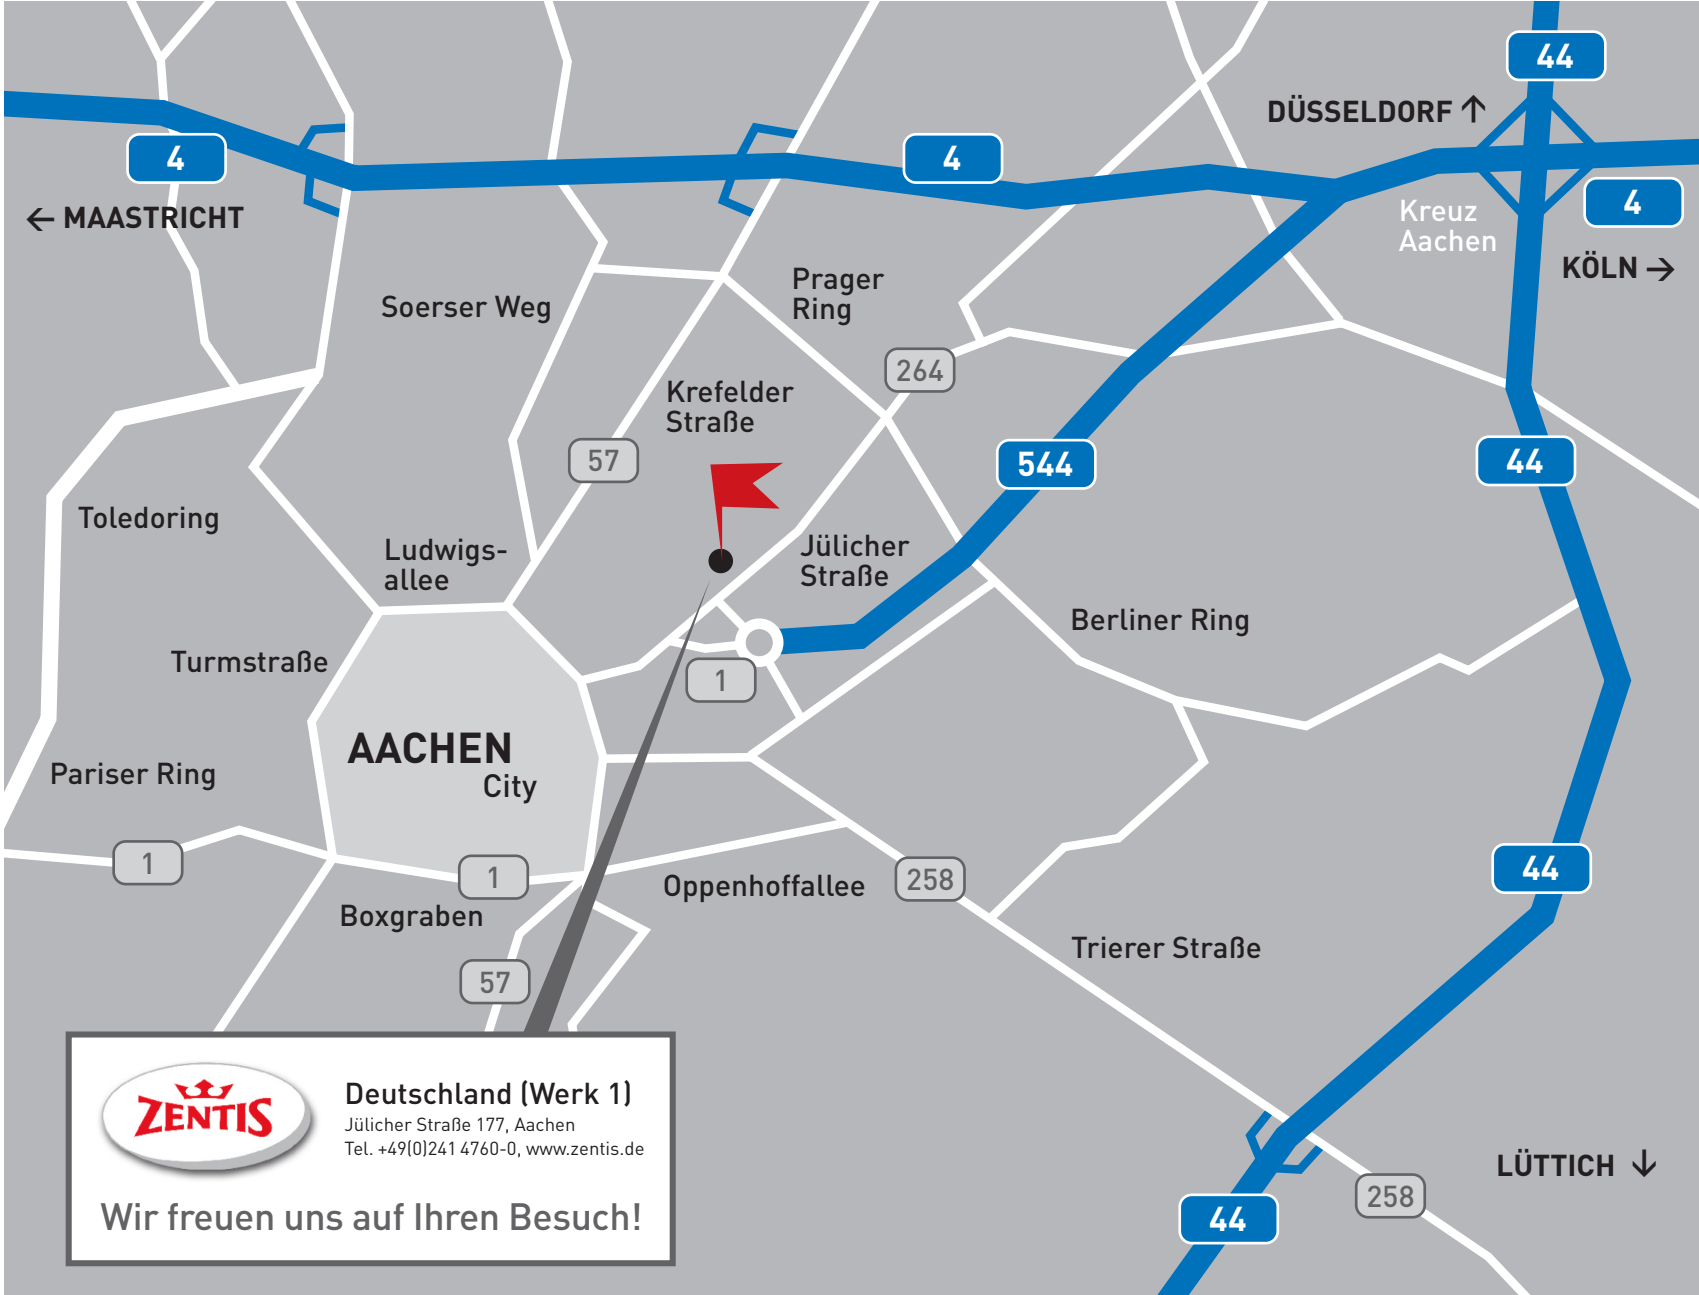 44
DÜSSELDORF ↑
4
4
4
← MAASTRICHT
Kreuz
Aachen
KÖLN →
Prager
Ring
Soerser Weg
264
Krefelder
Straße
57
544
44
Toledoring
Ludwigs-
allee
Jülicher
Straße
Berliner Ring
Turmstraße
1
AACHEN
City
Pariser Ring
1
1
44
Oppenhoffallee
258
Boxgraben
Trierer Straße
57
ZENTIS
Deutschland (Werk 1)
Jülicher Straße 177, Aachen
Tel. +49(0)241 4760-0, www.zentis.de
Wir freuen uns auf Ihren Besuch!
LÜTTICH ↓
258
44